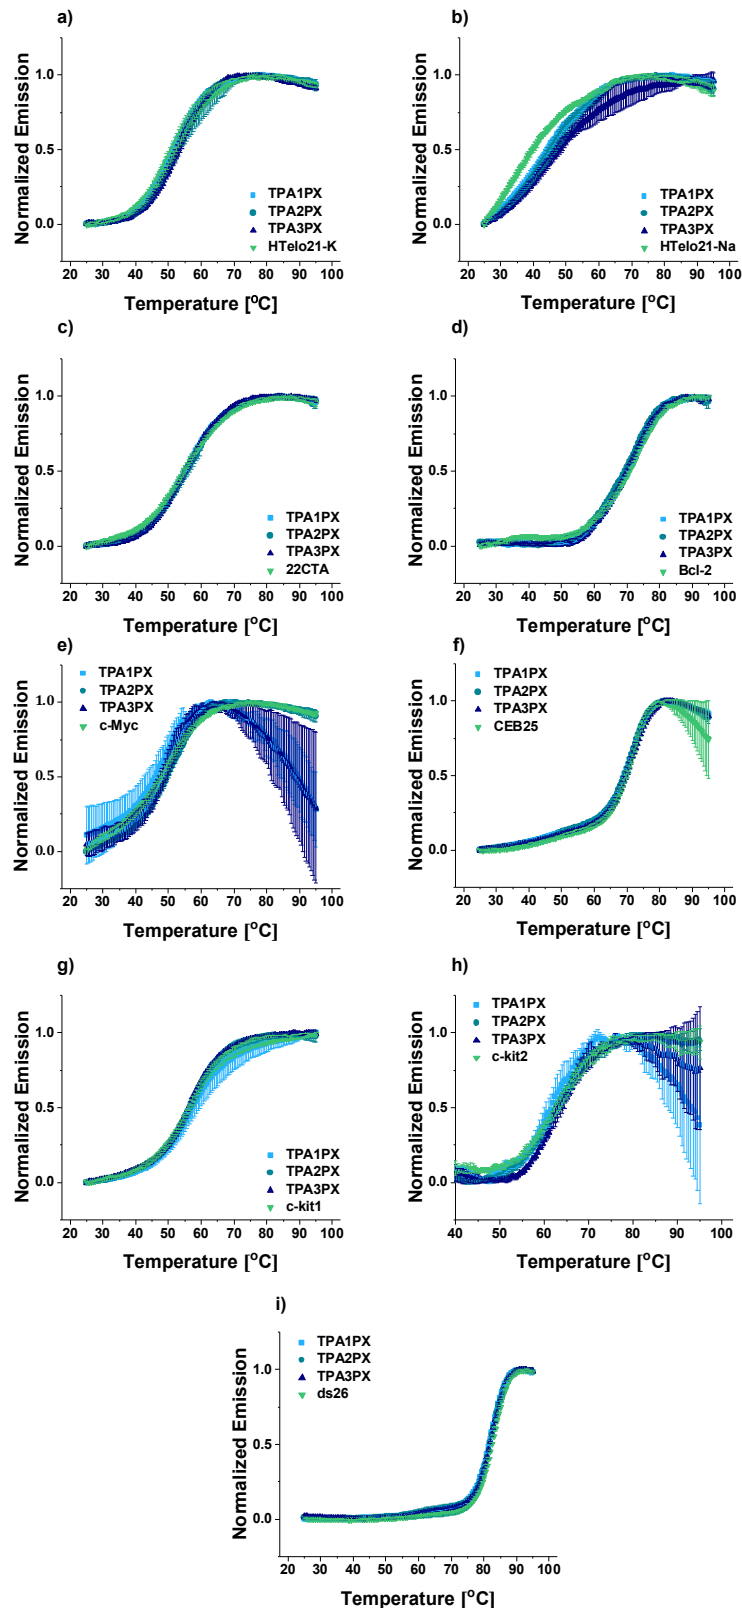 a)
b)
Normalized Emission
1.0
0.5
0.0
TPA1PX
TPA2PX
TPA3PX
HTelo21-K
20 30 40 50 60 70 80 90 100
Temperature [°C]
Normalized Emission
1.0
0.5
0.0
TPA1PX
TPA2PX
TPA3PX
HTelo21-Na
20 30 40 50 60 70 80 90 100
Temperature [°C]
c)
d)
Normalized Emission
1.0
0.5
0.0
TPA1PX
TPA2PX
TPA3PX
22CTA
20 30 40 50 60 70 80 90 100
Temperature [°C]
Normalized Emission
1.0
0.5
0.0
TPA1PX
TPA2PX
TPA3PX
Bcl-2
20 30 40 50 60 70 80 90 100
Temperature [°C]
e)
f)
Normalized Emission
1.0
0.5
0.0
TPA1PX
TPA2PX
TPA3PX
c-Myc
20 30 40 50 60 70 80 90 100
Temperature [°C]
Normalized Emission
1.0
0.5
0.0
TPA1PX
TPA2PX
TPA3PX
CEB25
20 30 40 50 60 70 80 90 100
Temperature [°C]
g)
h)
Normalized Emission
1.0
0.5
0.0
TPA1PX
TPA2PX
TPA3PX
c-kit1
20 30 40 50 60 70 80 90 100
Temperature [°C]
Normalized Emission
1.0
0.5
0.0
TPA1PX
TPA2PX
TPA3PX
c-kit2
40 50 60 70 80 90 100
Temperature [°C]
i)
Normalized Emission
1.0
0.5
0.0
TPA1PX
TPA2PX
TPA3PX
ds26
20 30 40 50 60 70 80 90 100
Temperature [°C]